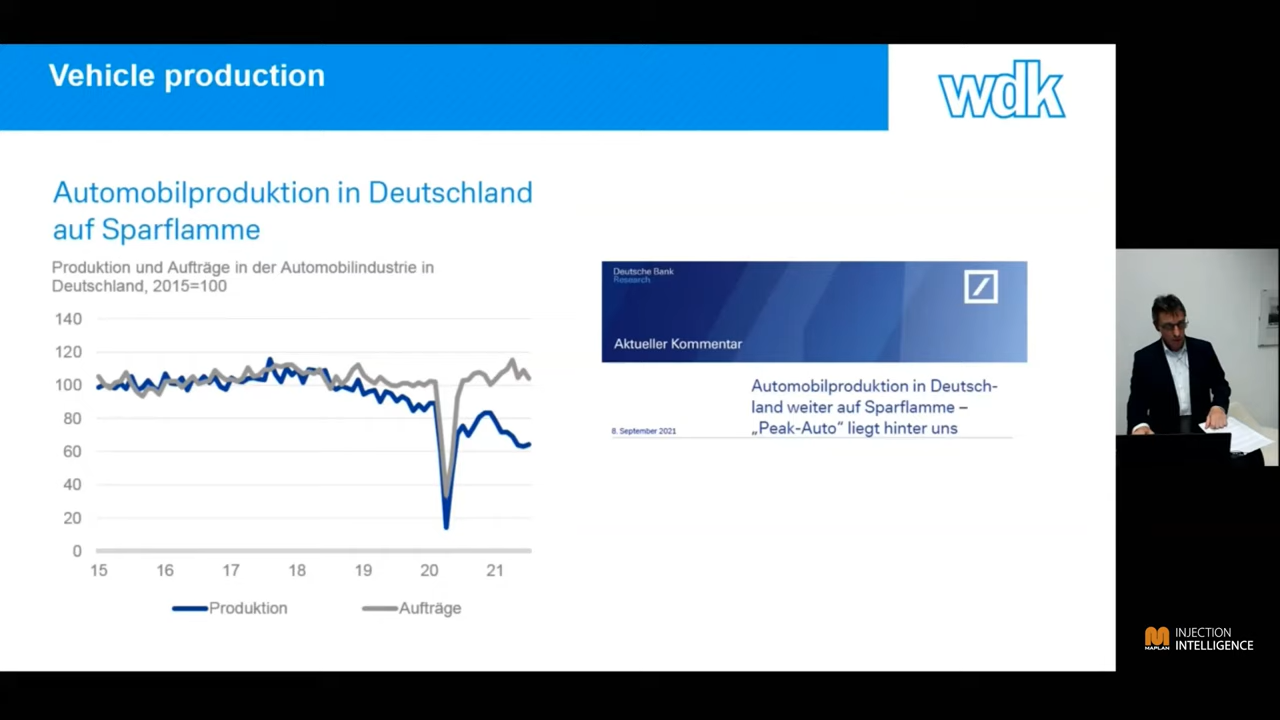 Vehicle production
wdk
Automobilproduktion in Deutschland
auf Sparflamme
Produktion und Aufträge in der Automobilindustrie in
Deutschland, 2015=100
140
120
100
80
60
40
20
0
15 16 17 18 19 20 21
Produktion Aufträge
Deutsche Bank
Research
Aktueller Kommentar
Automobilproduktion in Deutsch-
land weiter auf Sparflamme –
8. September 2021 „Peak-Auto“ liegt hinter uns
MAPLAN
INJECTION
INTELLIGENCE